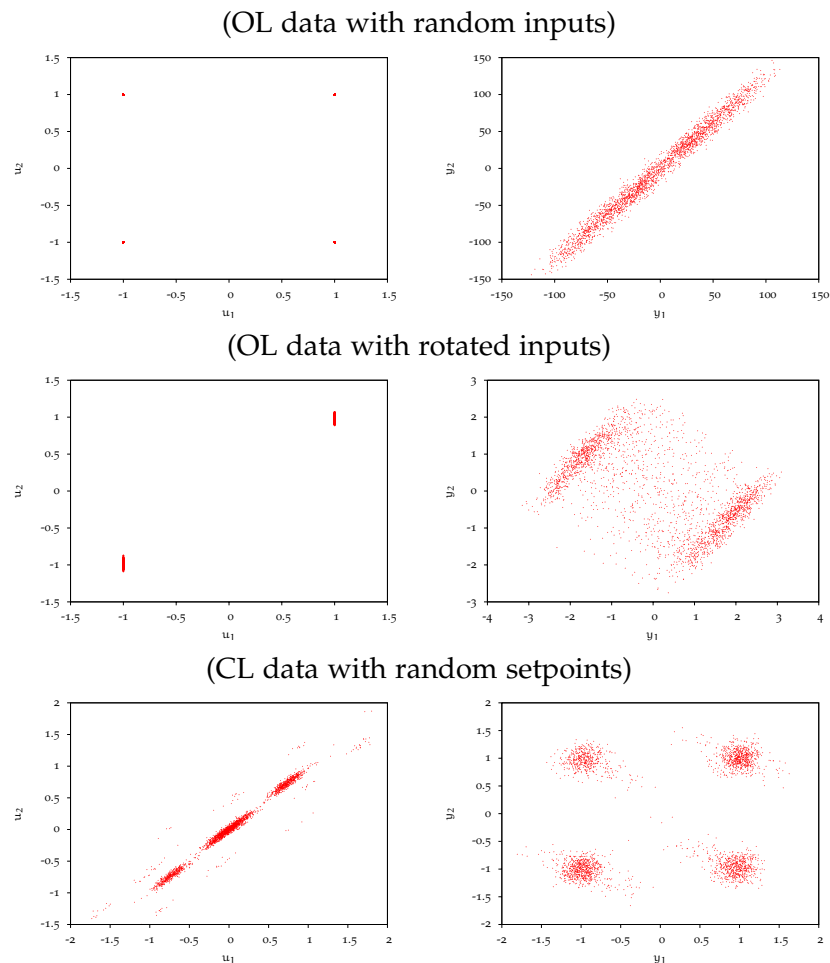 (OL data with random inputs)
1.5 1 0.5 0 -0.5 -1 -1.5
u2
-1.5 -1 -0.5 0 0.5 1 1.5
u1
150 100 50 0 -50 -100 -150
y2
-150 -100 -50 0 50 100 150
y1
(OL data with rotated inputs)
1.5 1 0.5 0 -0.5 -1 -1.5
u2
-1.5 -1 -0.5 0 0.5 1 1.5
u1
3 2 1 0 -1 -2 -3
y2
-4 -3 -2 -1 0 1 2 3 4
y1
(CL data with random setpoints)
2 1.5 1 0.5 0 -0.5 -1 -1.5
u2
-2 -1.5 -1 -0.5 0 0.5 1 1.5 2
u1
2 1.5 1 0.5 0 -0.5 -1 -1.5 -2
y2
-2 -1.5 -1 -0.5 0 0.5 1 1.5 2
y1